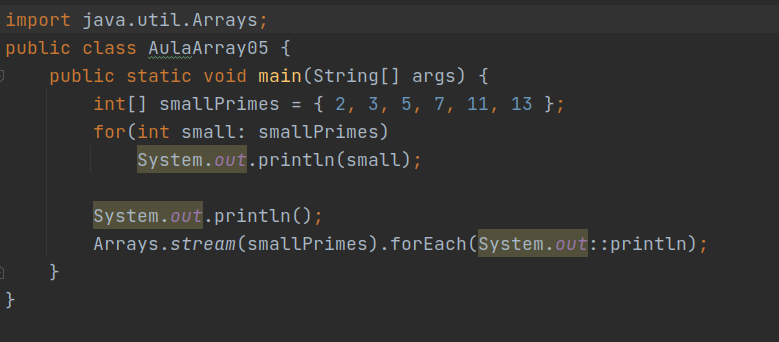 import java.util.Arrays;
public class AulaArray05 {
    public static void main(String[] args) {
        int[] smallPrimes = { 2, 3, 5, 7, 11, 13 };
        for(int small: smallPrimes)
            System.out.println(small);

        System.out.println();
        Arrays.stream(smallPrimes).forEach(System.out::println);
    }
}